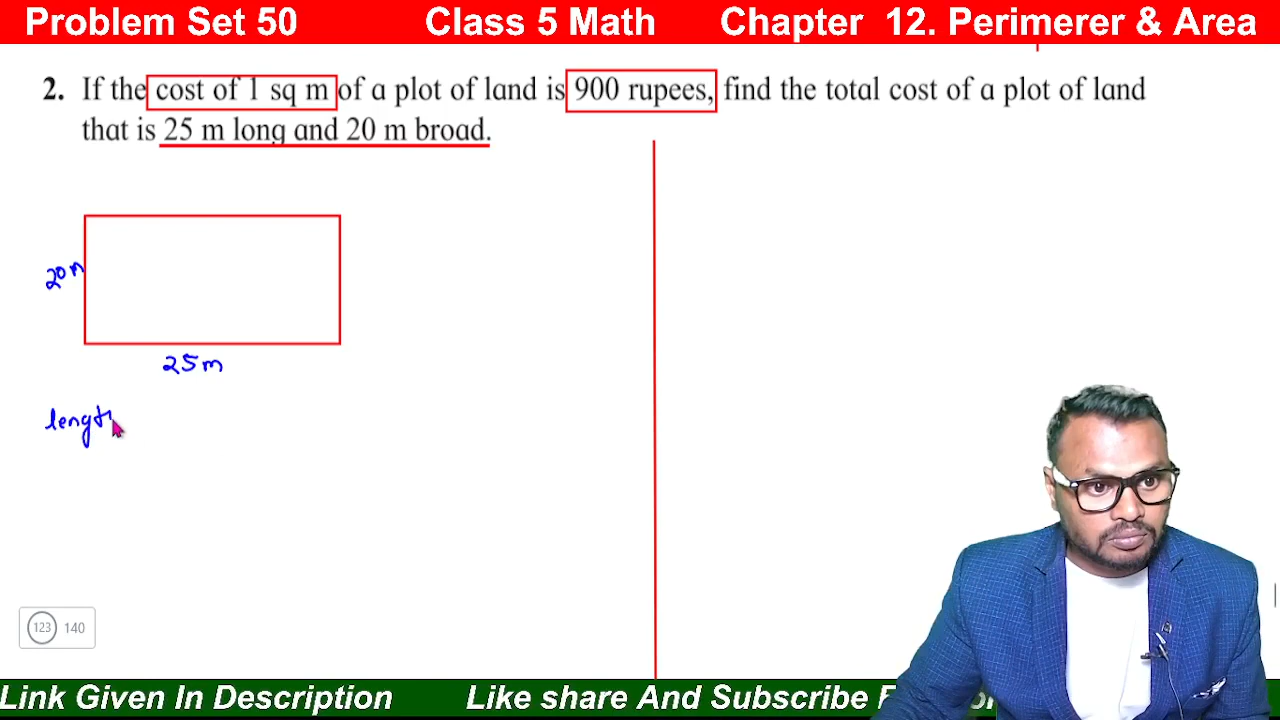 Problem Set 50 Class 5 Math Chapter 12. Perimerer & Area
2. If the cost of 1 sq m of a plot of land is 900 rupees, find the total cost of a plot of land
that is 25 m long and 20 m broad.
20m
25m
length
123 140
Link Given In Description Like share And Subscribe